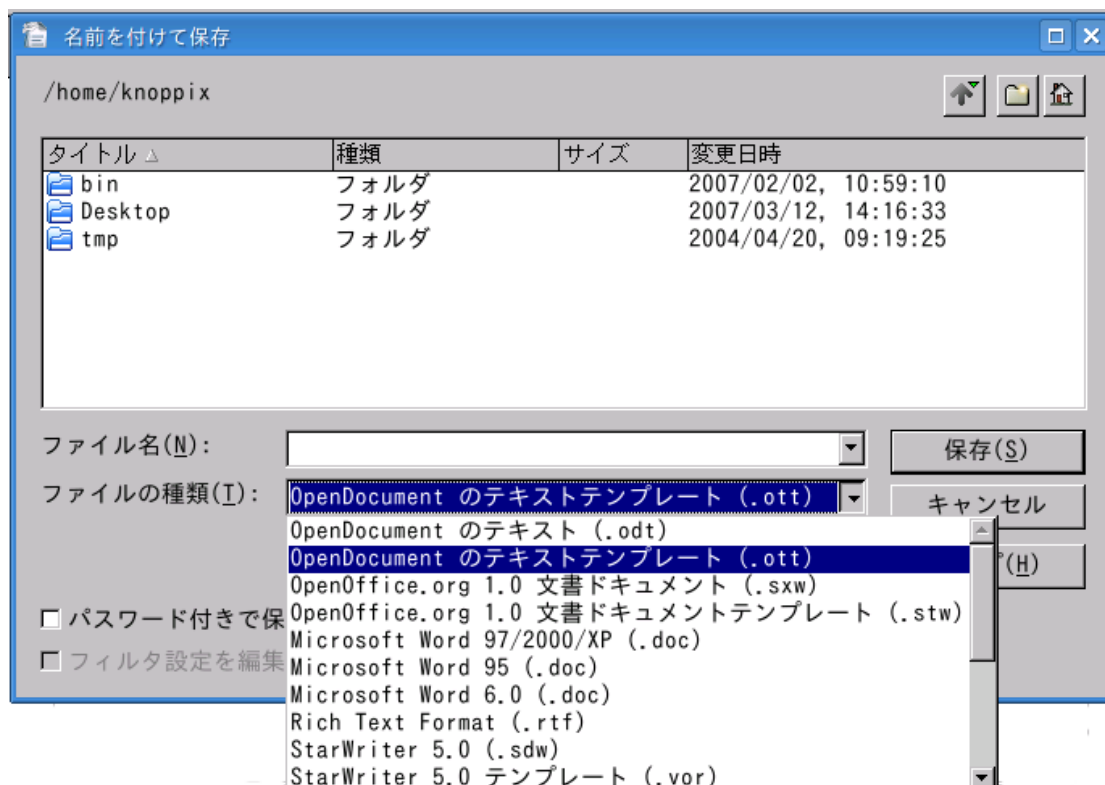 名前を付けて保存
/home/knoppix
タイトル 種類 サイズ 変更日時
bin フォルダ 2007/02/02, 10:59:10
Desktop フォルダ 2007/03/12, 14:16:33
tmp フォルダ 2004/04/20, 09:19:25
ファイル名(N):
保存(S)
ファイルの種類(T): OpenDocument のテキストテンプレート (.ott)
キャンセル
OpenDocument のテキスト (.odt)
OpenDocument のテキストテンプレート (.ott)
(H)
OpenOffice.org 1.0 文書ドキュメント (.sxw)
OpenOffice.org 1.0 文書ドキュメントテンプレート (.stw)
パスワード付きで保
Microsoft Word 97/2000/XP (.doc)
フィルタ設定を編集
Microsoft Word 95 (.doc)
Microsoft Word 6.0 (.doc)
Rich Text Format (.rtf)
StarWriter 5.0 (.sdw)
StarWriter 5.0 テンプレート (.vor)